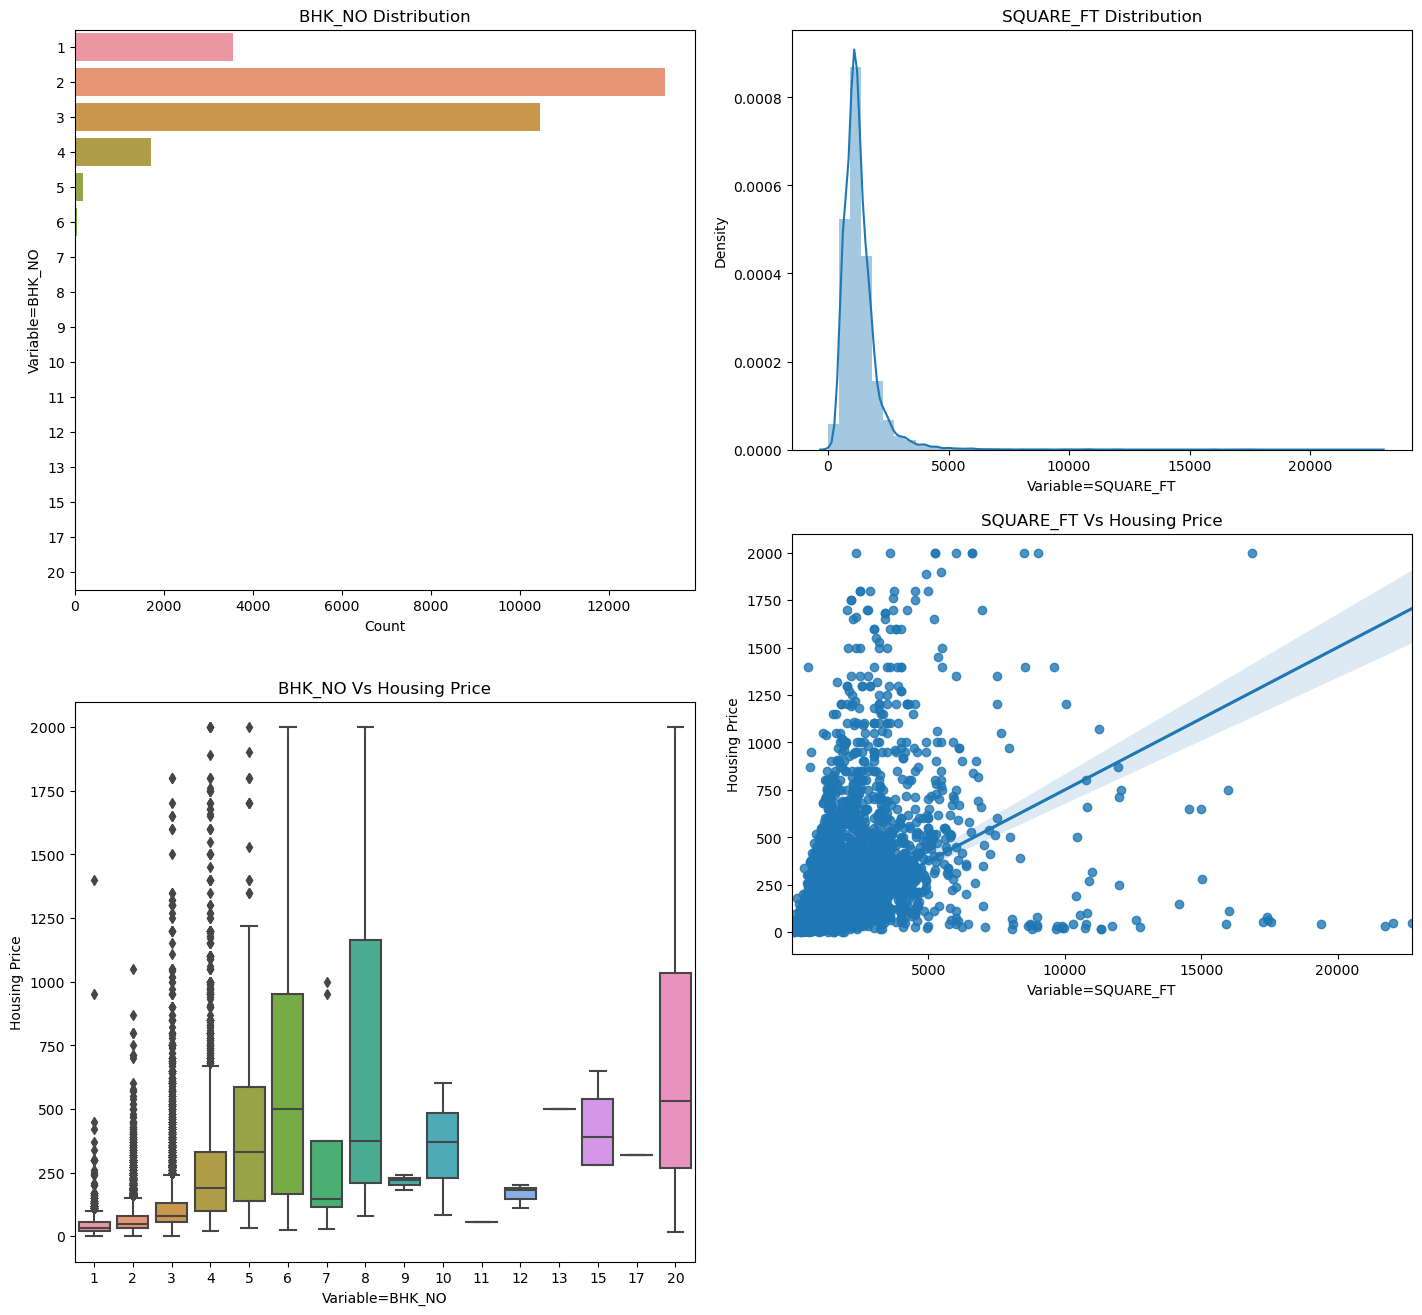 BHK_NO Distribution
1
2
3
4
5
6
7
8
9
10
11
12
13
15
17
20
Variable=BHK_NO
0 2000 4000 6000 8000 10000 12000
Count
SQUARE_FT Distribution
0.0008
0.0006
0.0004
0.0002
0.0000
Density
0 5000 10000 15000 20000
Variable=SQUARE_FT
SQUARE_FT Vs Housing Price
2000
1750
1500
1250
1000
750
500
250
0
Housing Price
5000 10000 15000 20000
Variable=SQUARE_FT
BHK_NO Vs Housing Price
2000
1750
1500
1250
1000
750
500
250
0
Housing Price
1 2 3 4 5 6 7 8 9 10 11 12 13 15 17 20
Variable=BHK_NO